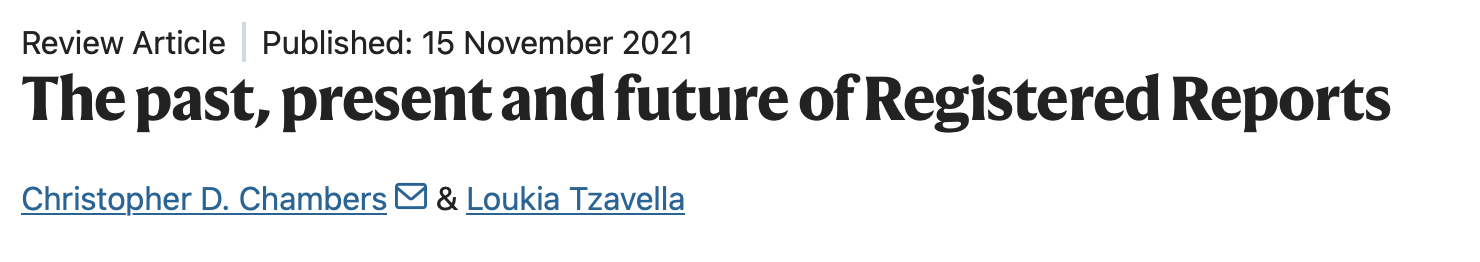 Review Article | Published: 15 November 2021
The past, present and future of Registered Reports
Christopher D. Chambers & Loukia Tzavella